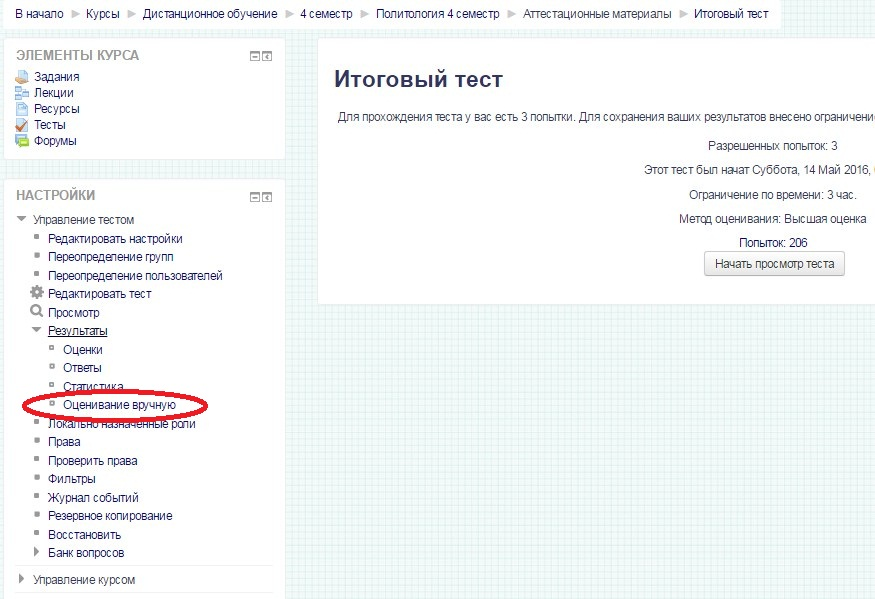 В начало ► Курсы ► Дистанционное обучение ► 4 семестр ► Политология 4 семестр ► Аттестационные материалы ► Итоговый тест
ЭЛЕМЕНТЫ КУРСА
Задания
Лекции
Ресурсы
Тесты
Форумы
НАСТРОЙКИ
Управление тестом
Редактировать настройки
Переопределение групп
Переопределение пользователей
Редактировать тест
Просмотр
Результаты
Оценки
Ответы
Статистика
Оценивание вручную
Локально назначенные роли
Права
Проверить права
Фильтры
Журнал событий
Резервное копирование
Восстановить
Банк вопросов
Управление курсом
Итоговый тест
Для прохождения теста у вас есть 3 попытки. Для сохранения ваших результатов внесено ограничени
Разрешенных попыток: 3
Этот тест был начат Суббота, 14 Май 2016,
Ограничение по времени: 3 час.
Метод оценивания: Высшая оценка
Попыток: 206
Начать просмотр теста